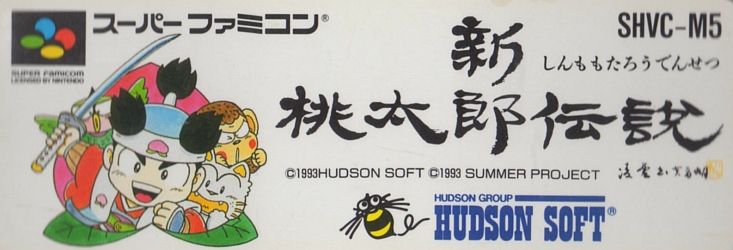 スーパーファミコン®
SHVC-M5
SUPER FAMICOM
LICENSED BY NINTENDO
新
しんももたろうでんせつ
桃太郎伝説
©1993 HUDSON SOFT ©1993 SUMMER PROJECT
HUDSON GROUP
HUDSON SOFT®